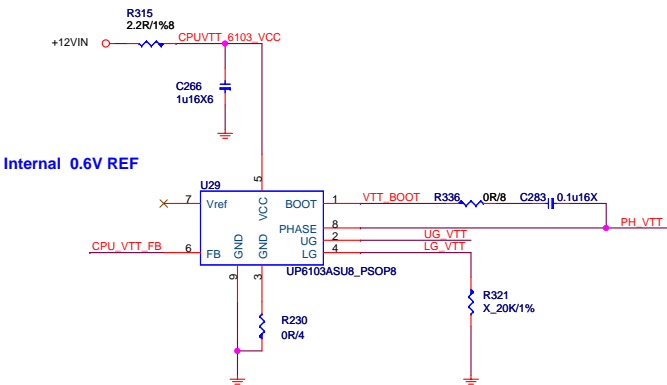 R315
2.2R/1%8
+12VIN
CPUVTT_6103_VCC
C266
1u16X6
Internal 0.6V REF
U29
5
7
Vref
VCC
BOOT
1
VTT_BOOT
R336
0R/8
C283
0.1u16X
PHASE
8
PH_VTT
UG
2
UG_VTT
CPU_VTT_FB
6
FB
GND
GND
LG
4
LG_VTT
UP6103ASU8_PSOP8
9
3
R321
X_20K/1%
R230
0R/4